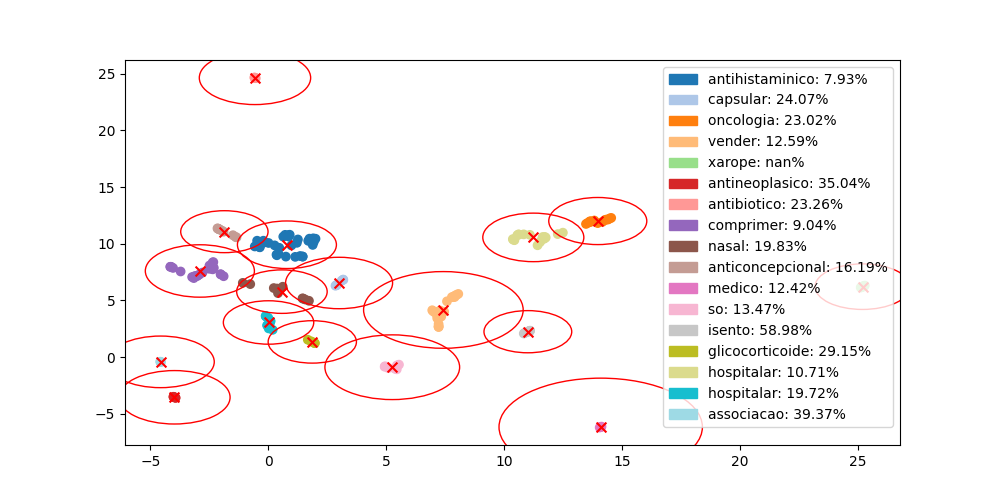 25
20
15
10
5
0
−5
−5
0
5
10
15
20
25
antihistaminico: 7.93%
capsular: 24.07%
oncologia: 23.02%
vender: 12.59%
xarope: nan%
antineoplasico: 35.04%
antibiotico: 23.26%
comprimer: 9.04%
nasal: 19.83%
anticoncepcional: 16.19%
medico: 12.42%
so: 13.47%
isento: 58.98%
glicocorticoide: 29.15%
hospitalar: 10.71%
hospitalar: 19.72%
associacao: 39.37%